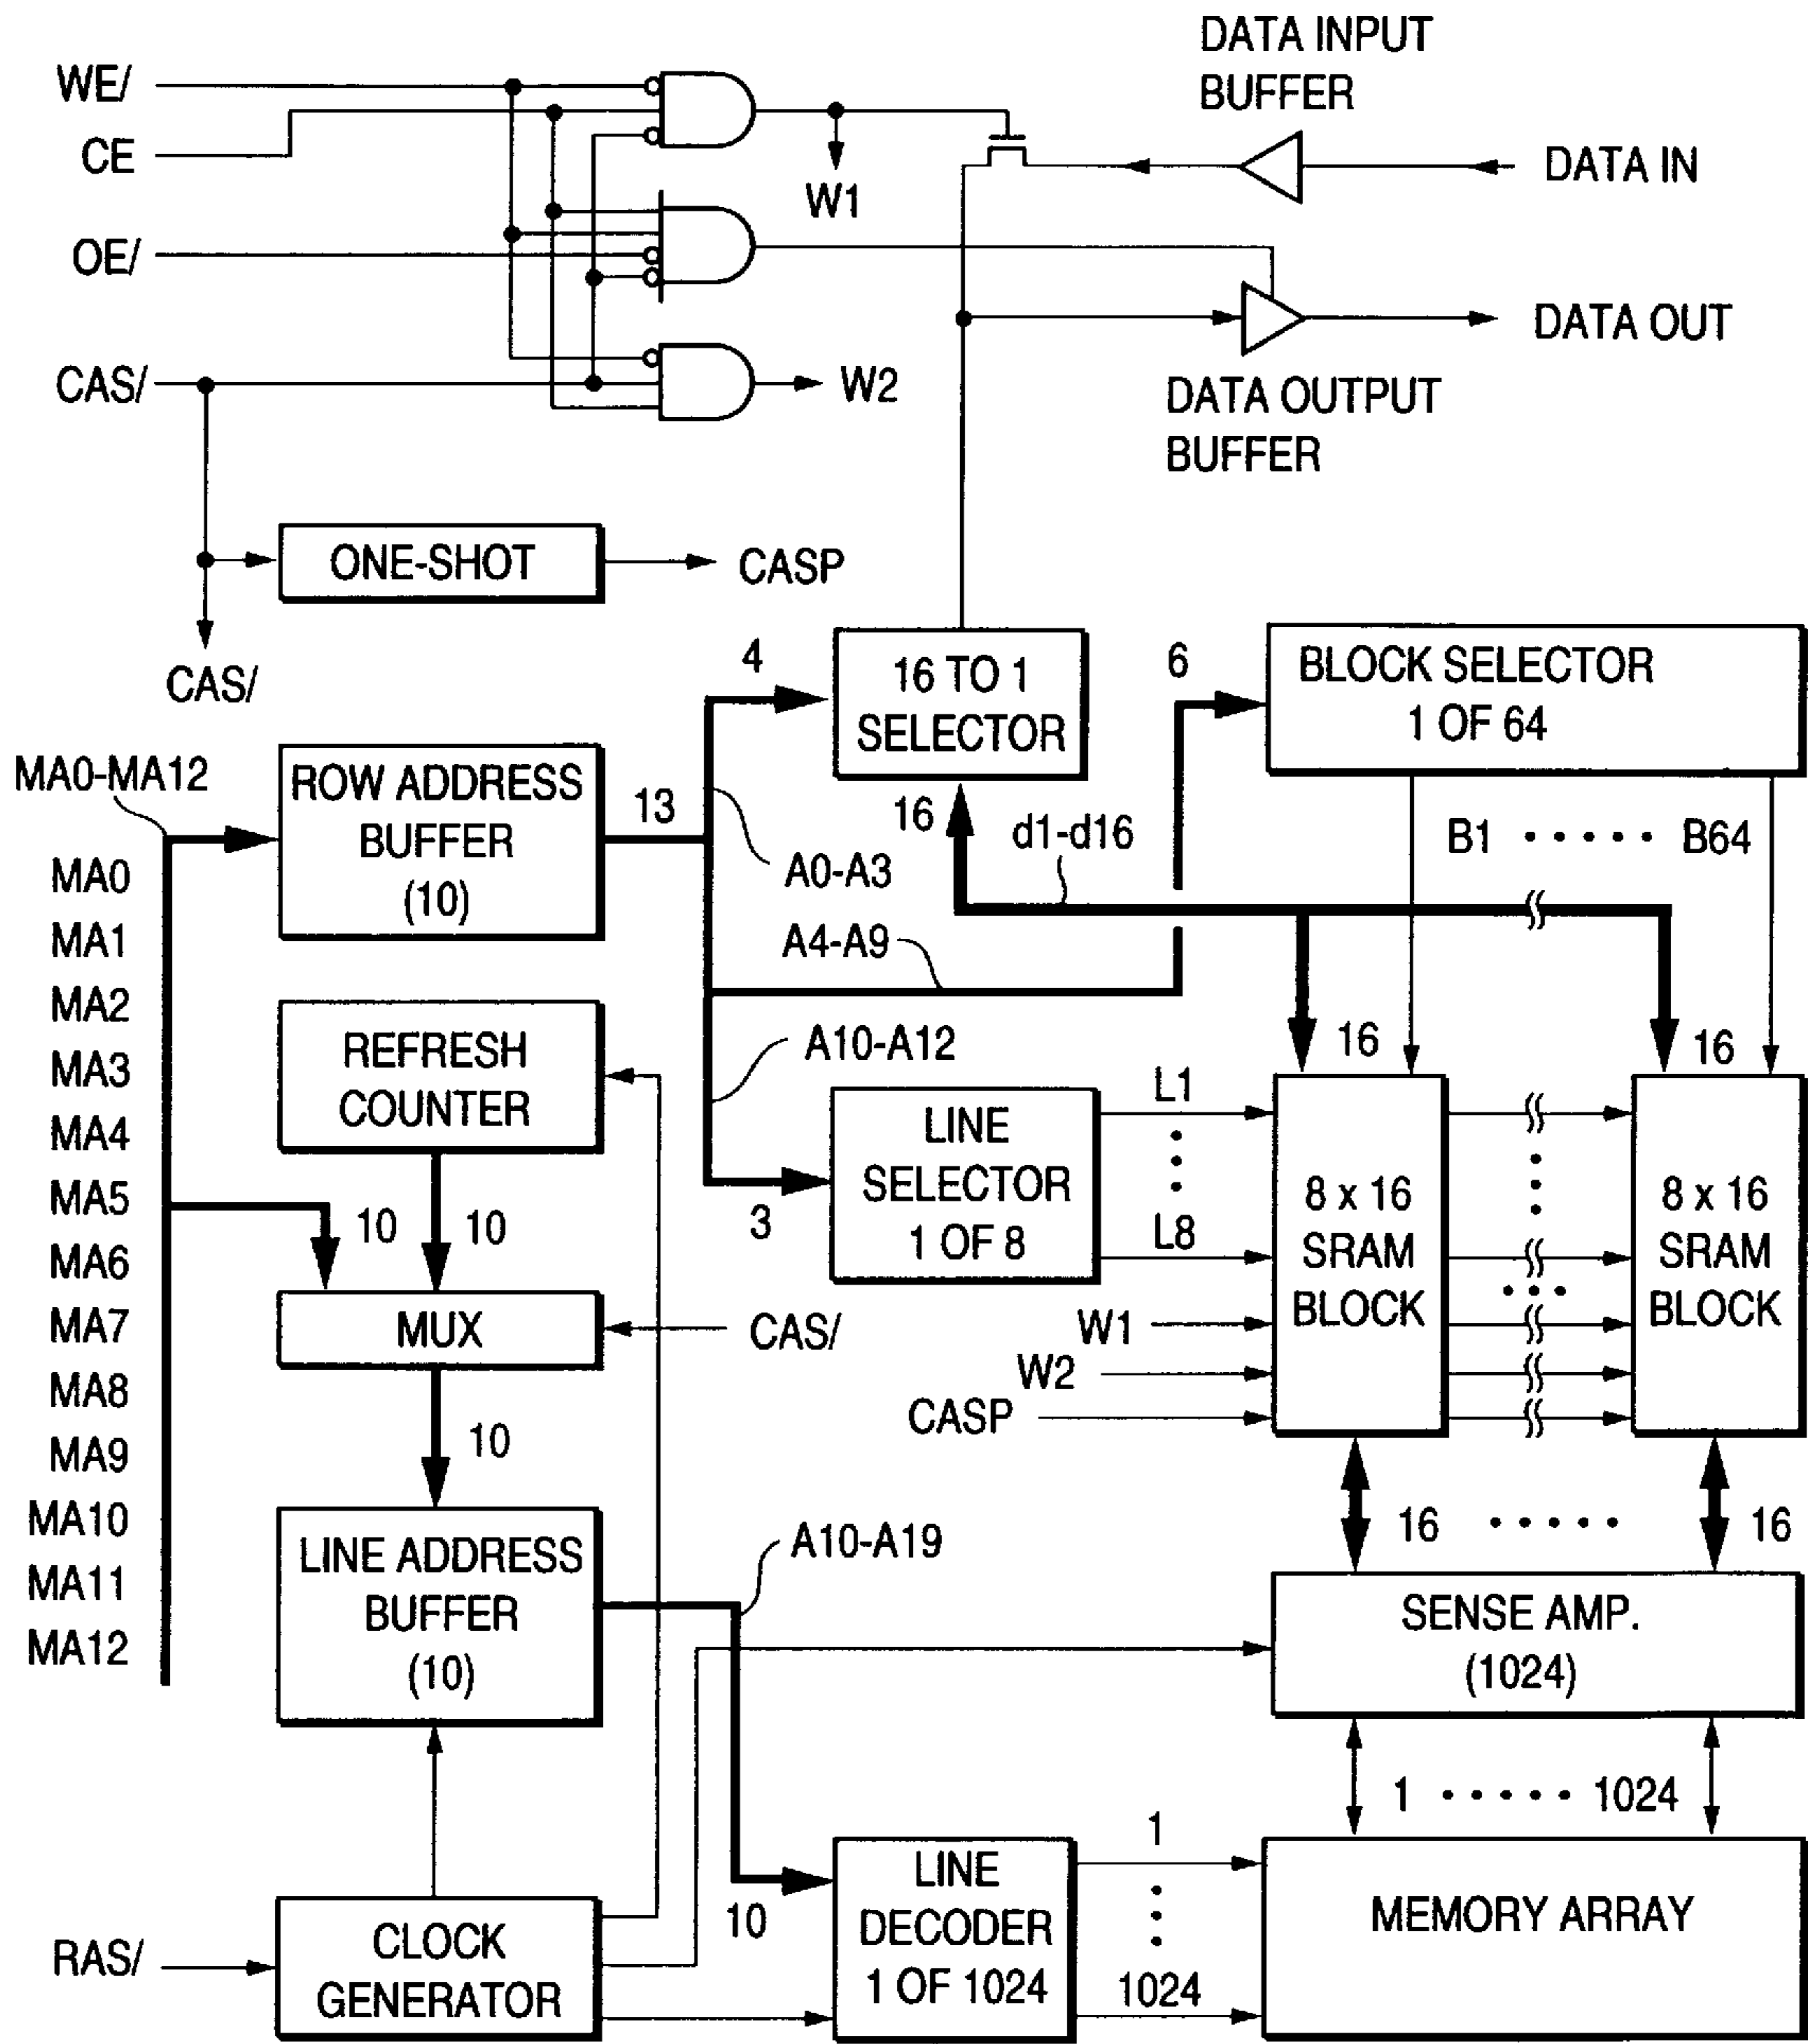 DATA INPUT
BUFFER
WE/
CE
W1
DATA IN
OE/
DATA OUT
CAS/
W2
DATA OUTPUT
BUFFER
ONE-SHOT
CASP
CAS/
4
16 TO 1
SELECTOR
6
BLOCK SELECTOR
1 OF 64
MA0-MA12
ROW ADDRESS
BUFFER
(10)
13
16
d1-d16
B1 ..... B64
A0-A3
A4-A9
MA0
MA1
MA2
MA3
MA4
MA5
MA6
MA7
MA8
MA9
MA10
MA11
MA12
REFRESH
COUNTER
A10-A12
16
16
LINE
SELECTOR
1 OF 8
3
L1
L8
8 x 16
SRAM
BLOCK
8 x 16
SRAM
BLOCK
10
10
MUX
CAS/
W1
W2
CASP
10
LINE ADDRESS
BUFFER
(10)
A10-A19
16 ..... 16
SENSE AMP.
(1024)
1 ..... 1024
RAS/
CLOCK
GENERATOR
10
LINE
DECODER
1 OF 1024
1
1024
MEMORY ARRAY